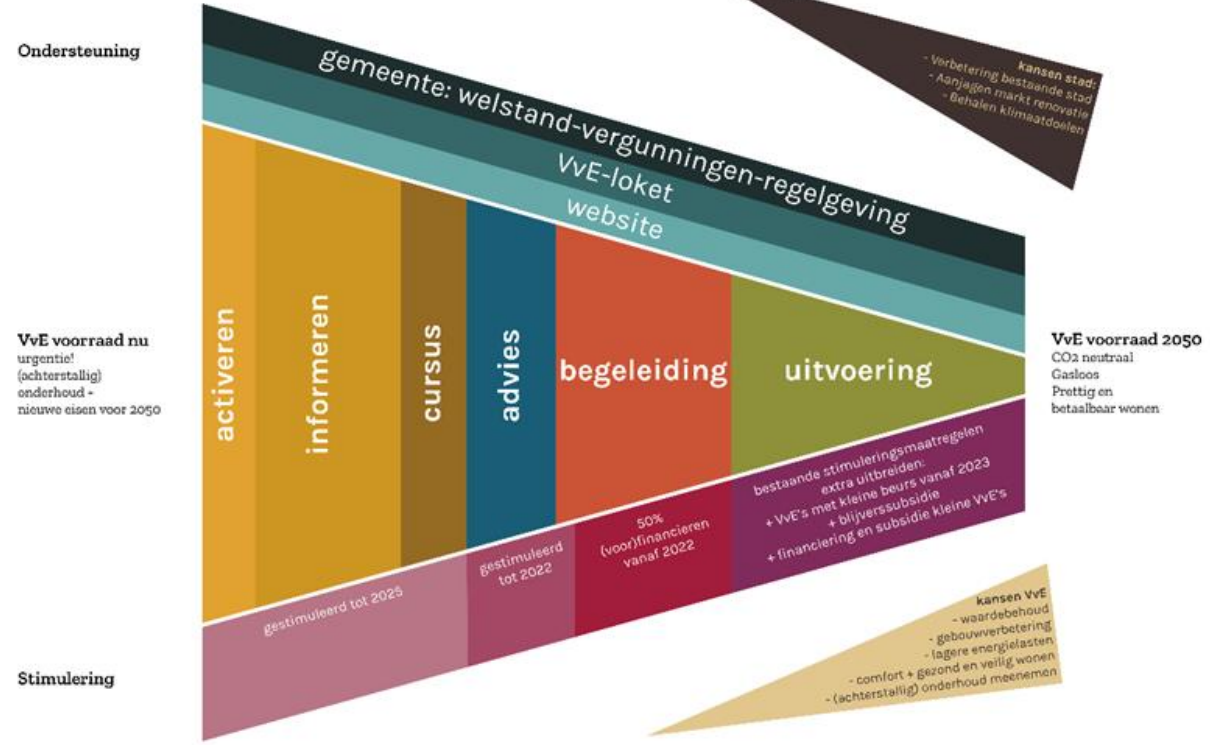 Ondersteuning
gemeente: welstand-vergunningen-regelgeving
VvE-loket
website
kansen stad:
- Verbetering bestaande stad
- Aanjagen markt renovatie
- Behalen klimaatdoelen
VvE voorraad nu
urgentie!
(achterstallig)
onderhoud -
nieuwe eisen voor 2050
activeren
informeren
cursus
advies
begeleiding
uitvoering
VvE voorraad 2050
CO2 neutraal
Gasloos
Prettig en
betaalbaar wonen
gestimuleerd tot 2025
gestimuleerd
tot 2022
50%
(voor)financieren
vanaf 2022
bestaande stimuleringsmaatregelen
extra uitbreiden:
+ VvE's met kleine beurs vanaf 2023
+ blijverssubsidie
+ financiering en subsidie kleine VvE's
Stimulering
kansen VvE
- waardebehoud
- gebouwverbetering
- lagere energielasten
- comfort + gezond en veilig wonen
- (achterstallig) onderhoud meenemen